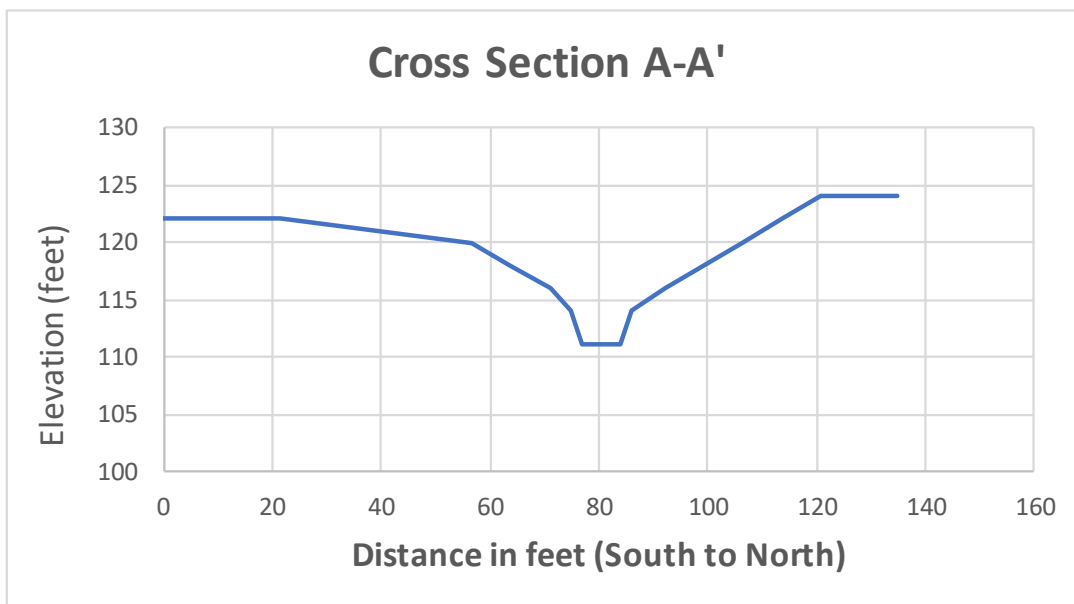 Cross Section A-A'
130
125
120
115
110
105
100
Elevation (feet)
0 20 40 60 80 100 120 140 160
Distance in feet (South to North)